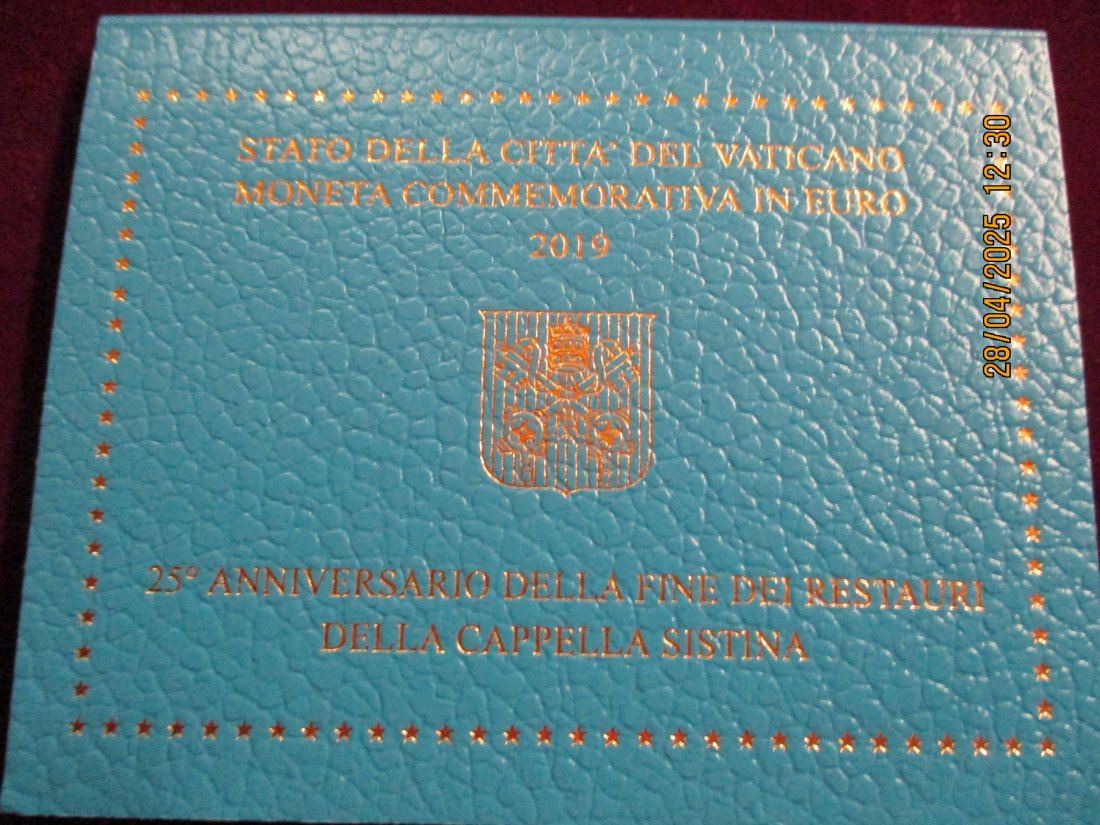 STATO DELLA CITTA' DEL VATICANO
MONETA COMMEMORATIVA IN EURO
2019
25° ANNIVERSARIO DELLA FINE DEI RESTAURI
DELLA CAPPELLA SISTINA
28/04/2025 12:30